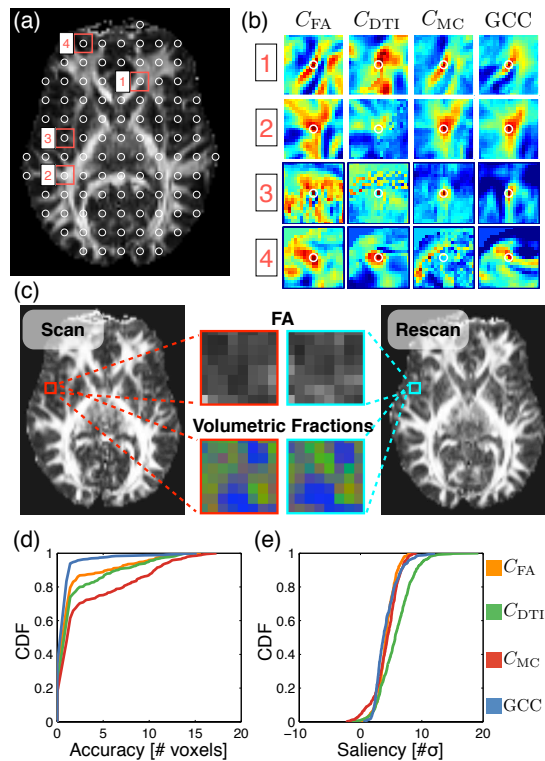 (a)
4
1
3
2
(b)
C_FA C_DTI C_MC GCC
1
2
3
4
(c)
Scan
FA
Rescan
Volumetric Fractions
(d)
1
0.8
0.6
0.4
0.2
0
CDF
0 5 10 15 20
Accuracy [# voxels]
(e)
1
0.8
0.6
0.4
0.2
0
CDF
−10 0 10 20
Saliency [#σ]
C_FA
C_DTI
C_MC
GCC